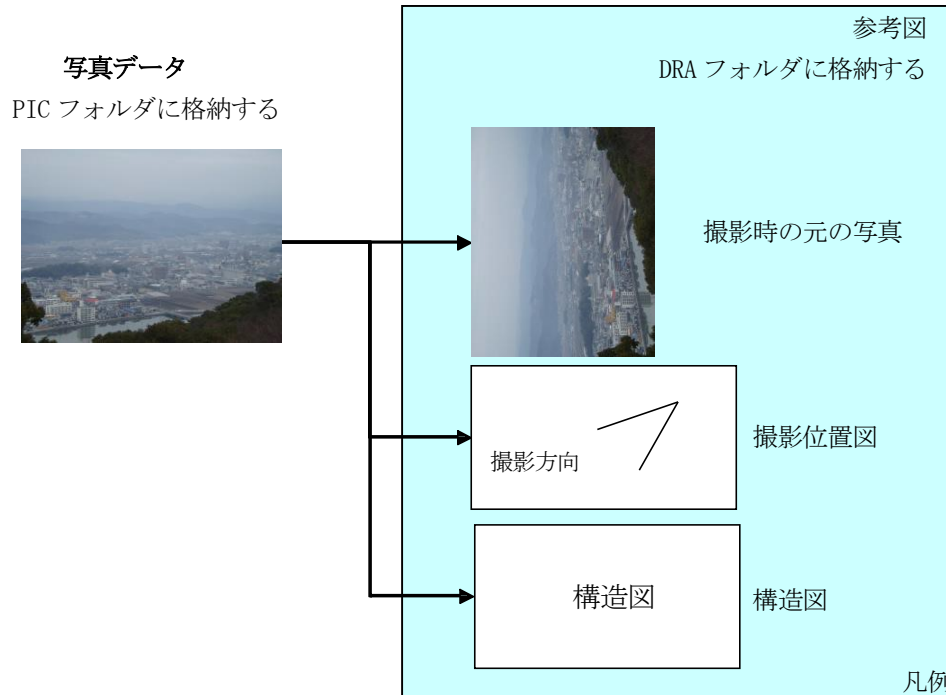 参考図
写真データ
DRA フォルダに格納する
PIC フォルダに格納する
撮影時の元の写真
撮影位置図
撮影方向
構造図
構造図
凡例